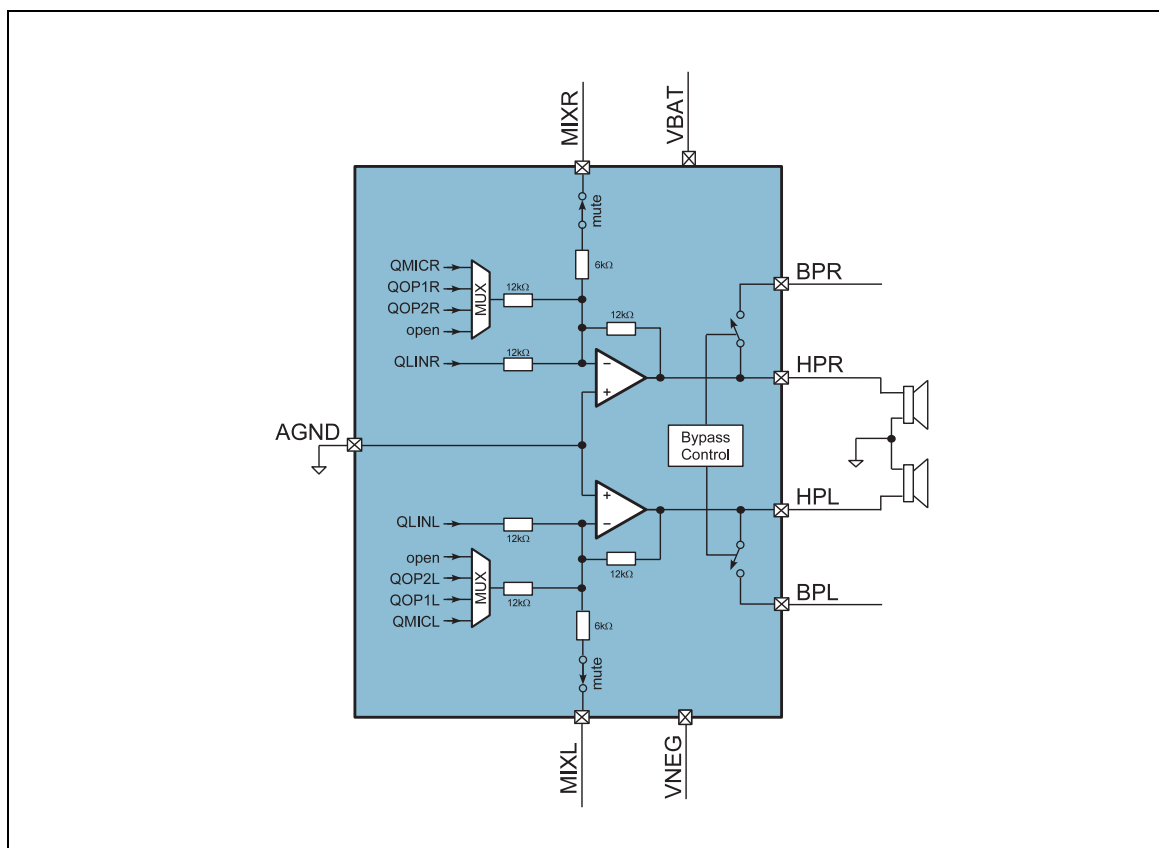 MIXR
VBAT
mute
6kΩ
QMICR
QOP1R
QOP2R
open
MUX
12kΩ
12kΩ
QLINR
12kΩ
BPR
HPR
AGND
Bypass
Control
HPL
QLINL
12kΩ
open
QOP2L
QOP1L
QMICL
MUX
12kΩ
12kΩ
6kΩ
mute
BPL
MIXL
VNEG
−
+
+
−